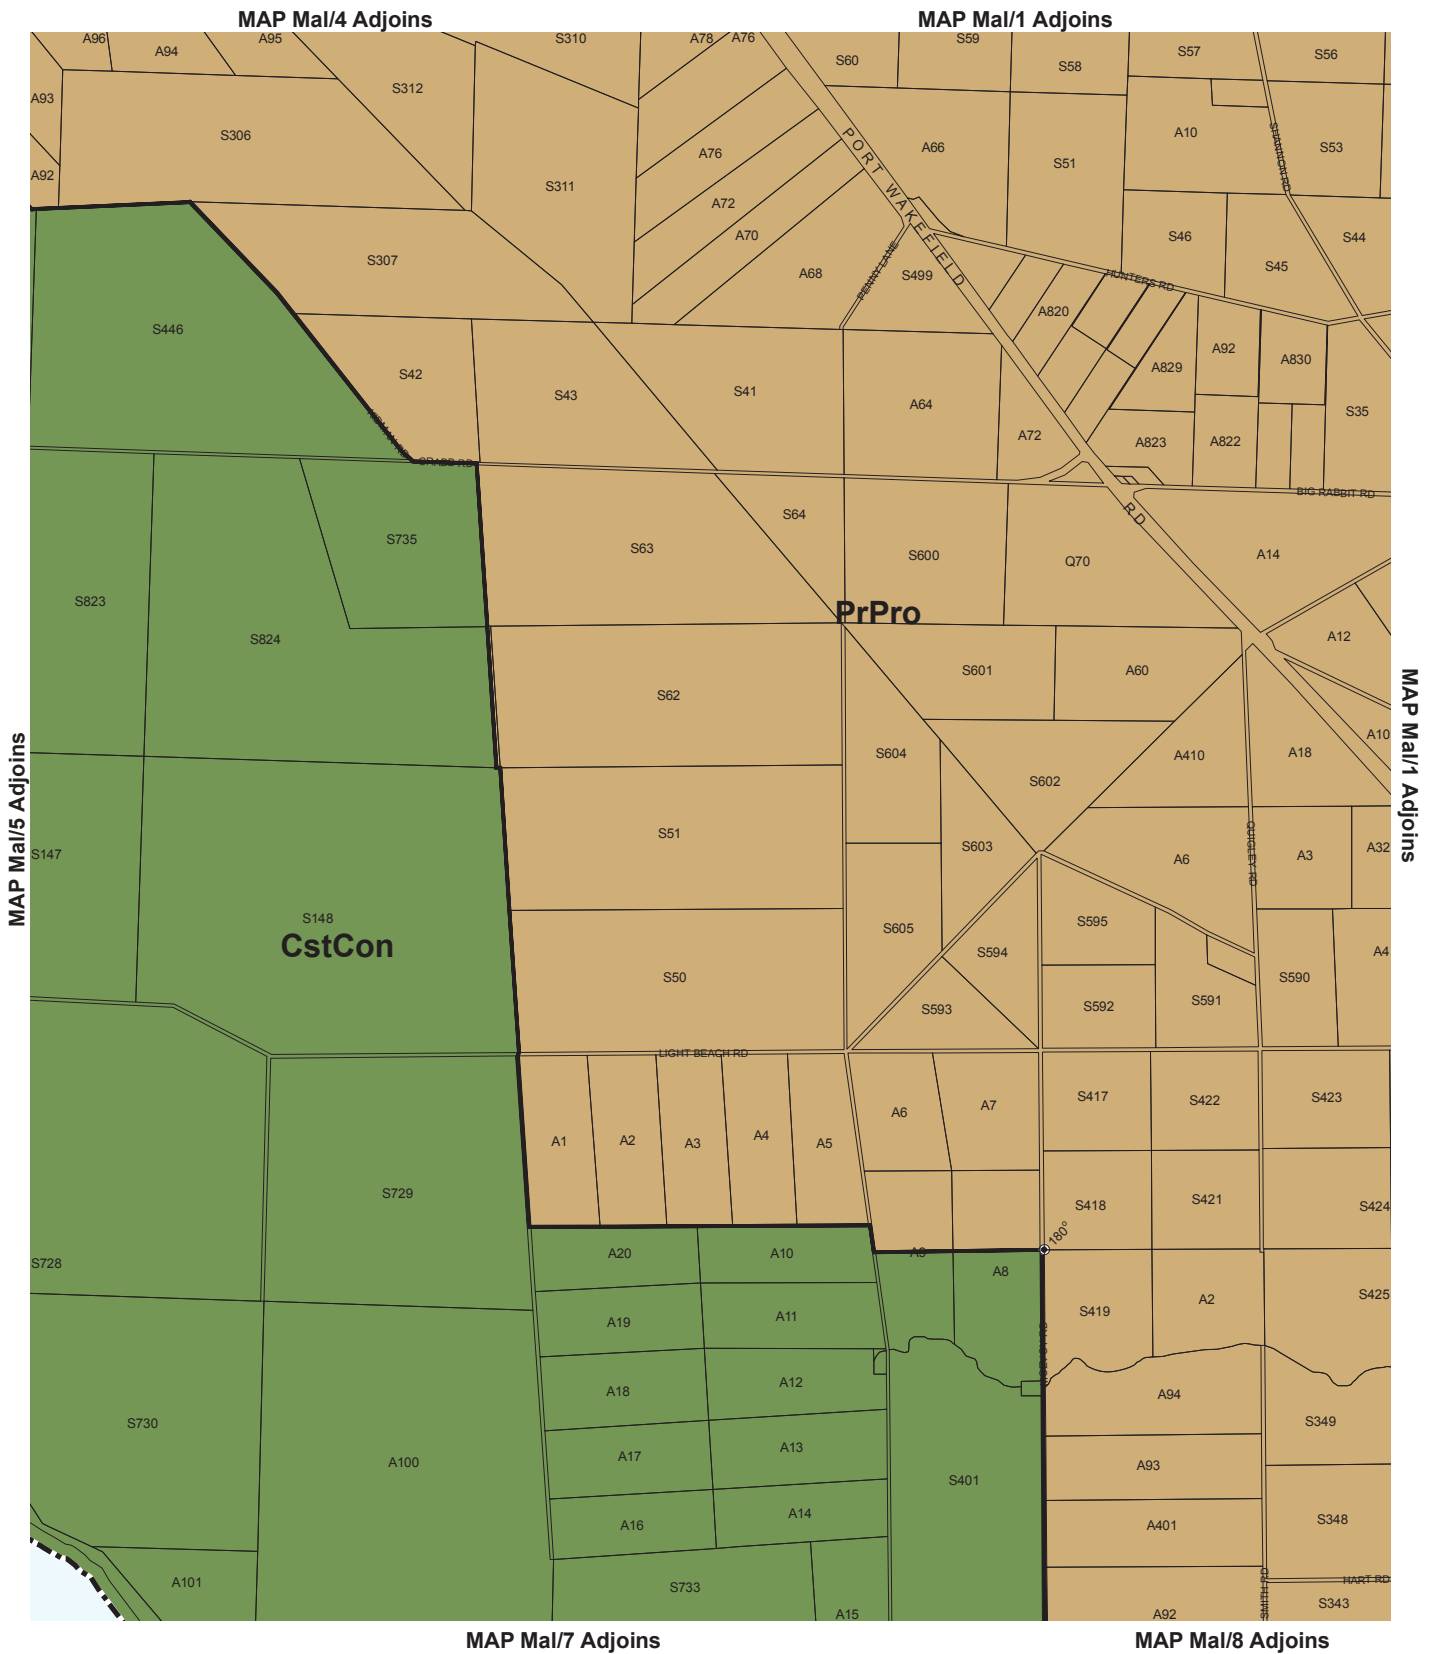 MAP Mal/4 Adjoins
MAP Mal/1 Adjoins
A96
A94
A95
S310
A78
A76
S60
S59
S58
S57
S56
A93
S312
S306
A92
S311
A76
A72
A70
A68
A66
S51
A10
S53
SHANNON RD
PORT WAKEFIELD
RD
PENNY LANE
S499
S46
S45
S44
HUNTERS RD
S307
S446
S42
S43
S41
A64
A72
A820
A829
A92
A830
S35
A823
A822
CRABB RD
BIG RABBIT RD
S735
S63
S64
S600
Q70
A14
PrPro
S823
S824
S62
S601
A60
A12
S604
S602
A410
A18
A10
MAP Mal/5 Adjoins
MAP Mal/1 Adjoins
S147
S148
CstCon
S51
S603
A6
QUIGLEY RD
A3
A32
S50
S605
S594
S595
S593
S592
S591
S590
A4
LIGHT BEACH RD
A1
A2
A3
A4
A5
A6
A7
S417
S422
S423
S729
S418
S421
S424
180°
S728
A20
A10
A9
A8
S419
A2
S425
A19
A11
A18
A12
A94
S349
S730
A100
A17
A13
S401
A93
A16
A14
A401
S348
A101
S733
A15
A92
SMITH RD
HART RD
S343
MAP Mal/7 Adjoins
MAP Mal/8 Adjoins